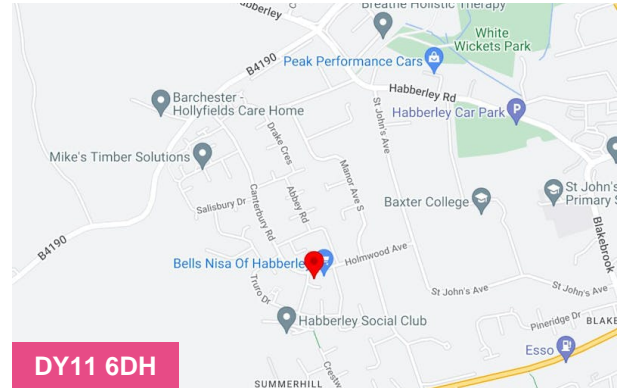 Breathe Holistic Therapy
Habberley
White
Wickets Park
B4190
Peak Performance Cars
Habberley Rd
Barchester -
Hollyfields Care Home
St John's Ave
Habberley Car Park
P
Drake Cres
Mike's Timber Solutions
Manor Ave S
Abbey Rd
St John's
Primary S
Salisbury Dr
Canterbury Rd
Baxter College
Blakebrook
B4190
Holmwood Ave
Bells Nisa Of Habberley
Truro Dr
St John's Ave
St John's Ave
Habberley Social Club
Pineridge Dr
BLAKE
Esso
DY11 6DH
Crestw
SUMMERHILL